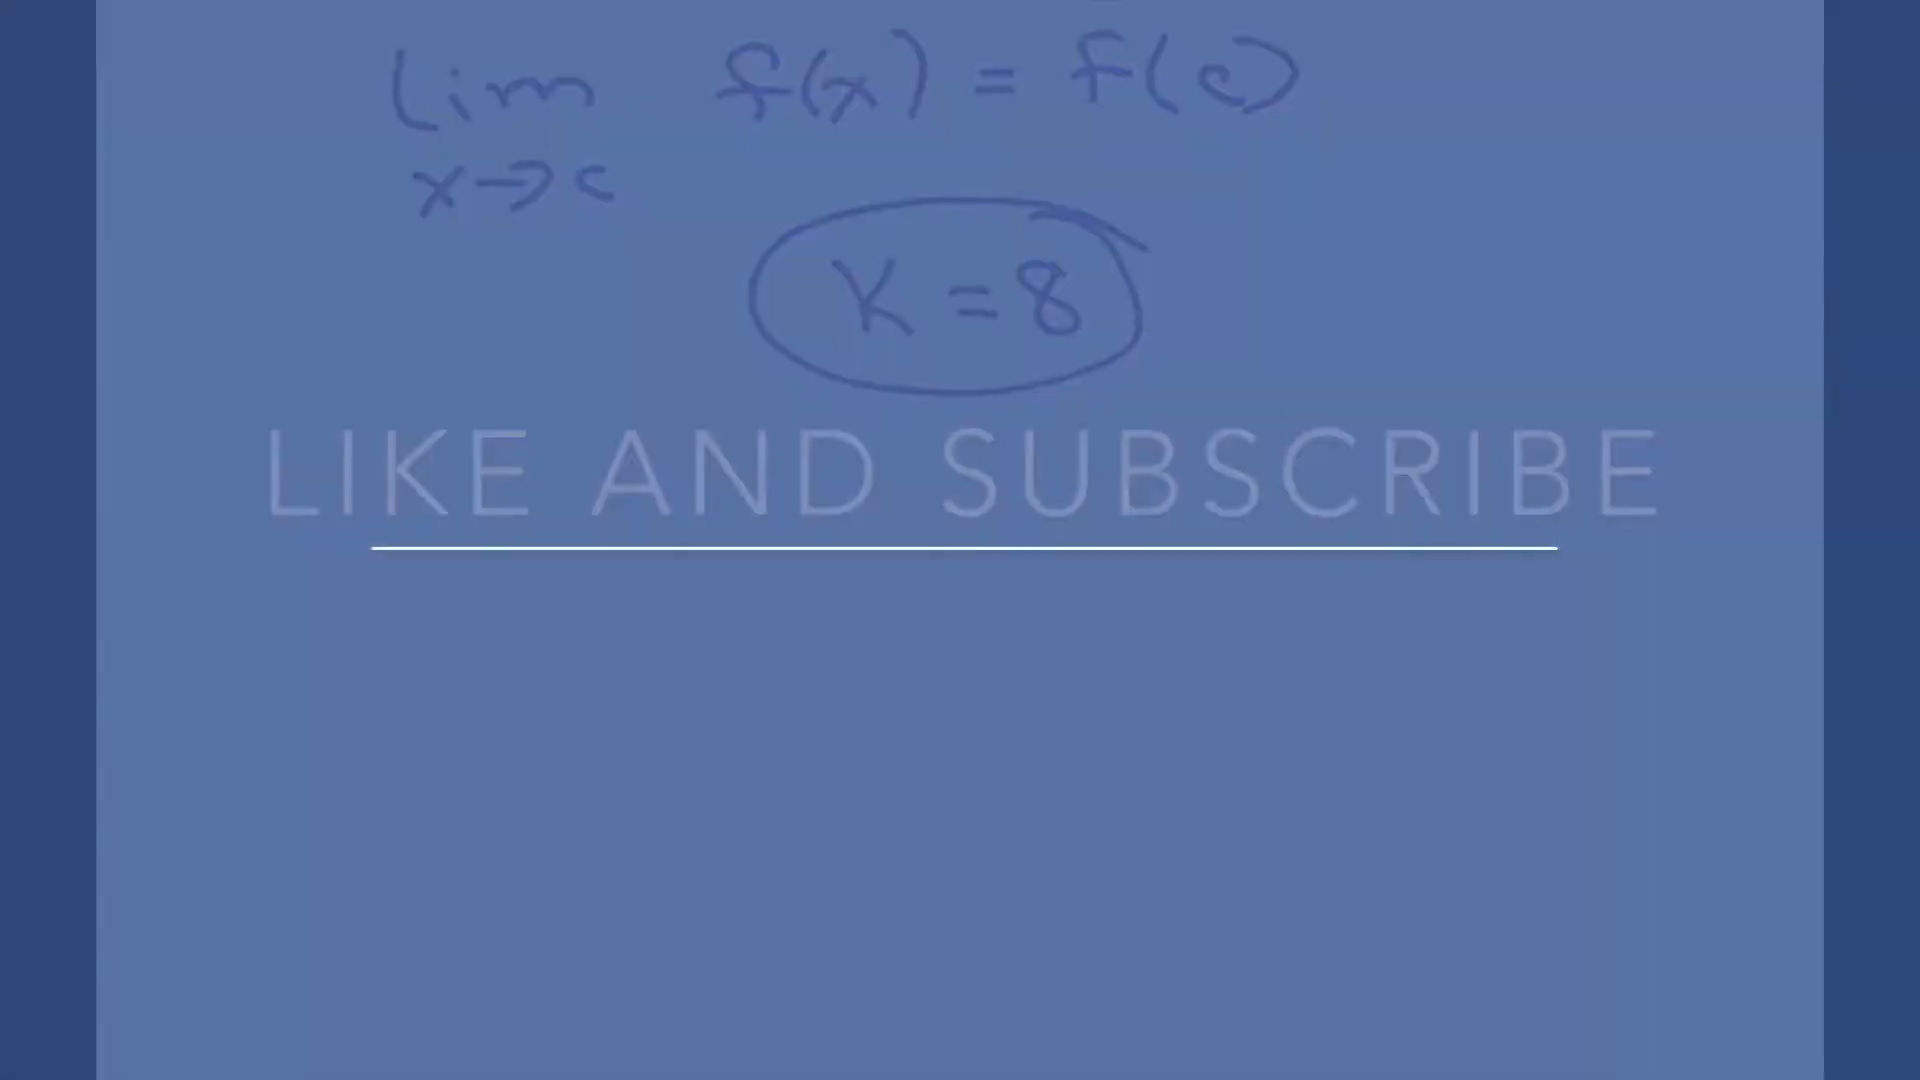 lim f(x) = f(c)
x→c
K = 8
LIKE AND SUBSCRIBE